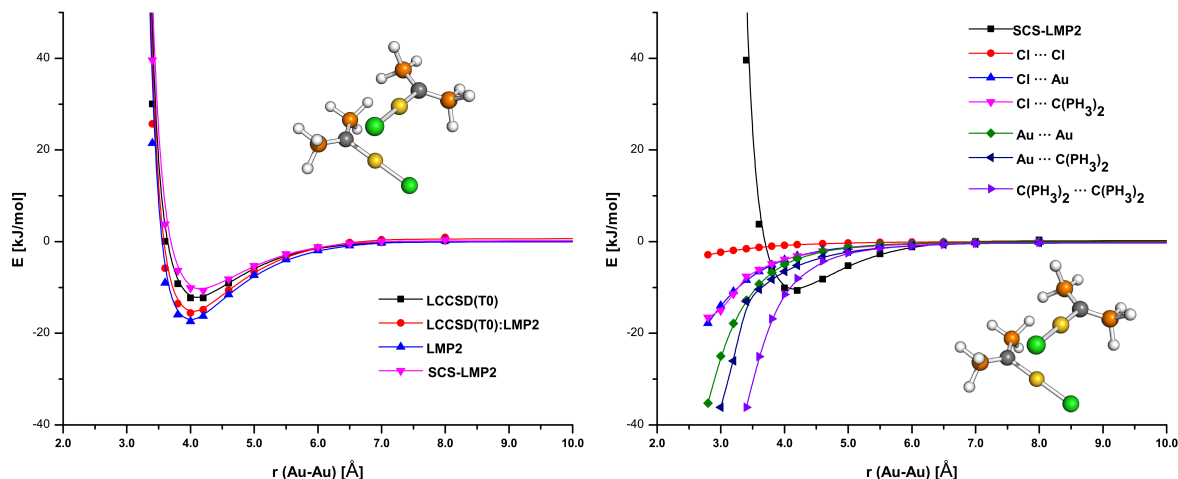 40
20
0
-20
-40
E [kJ/mol]
2.0 3.0 4.0 5.0 6.0 7.0 8.0 9.0 10.0
r (Au-Au) [Å]
LCCSD(T0)
LCCSD(T0):LMP2
LMP2
SCS-LMP2
40
20
0
-20
-40
E [kJ/mol]
2.0 3.0 4.0 5.0 6.0 7.0 8.0 9.0 10.0
r (Au-Au) [Å]
SCS-LMP2
Cl ··· Cl
Cl ··· Au
Cl ··· C(PH₃)₂
Au ··· Au
Au ··· C(PH₃)₂
C(PH₃)₂ ··· C(PH₃)₂